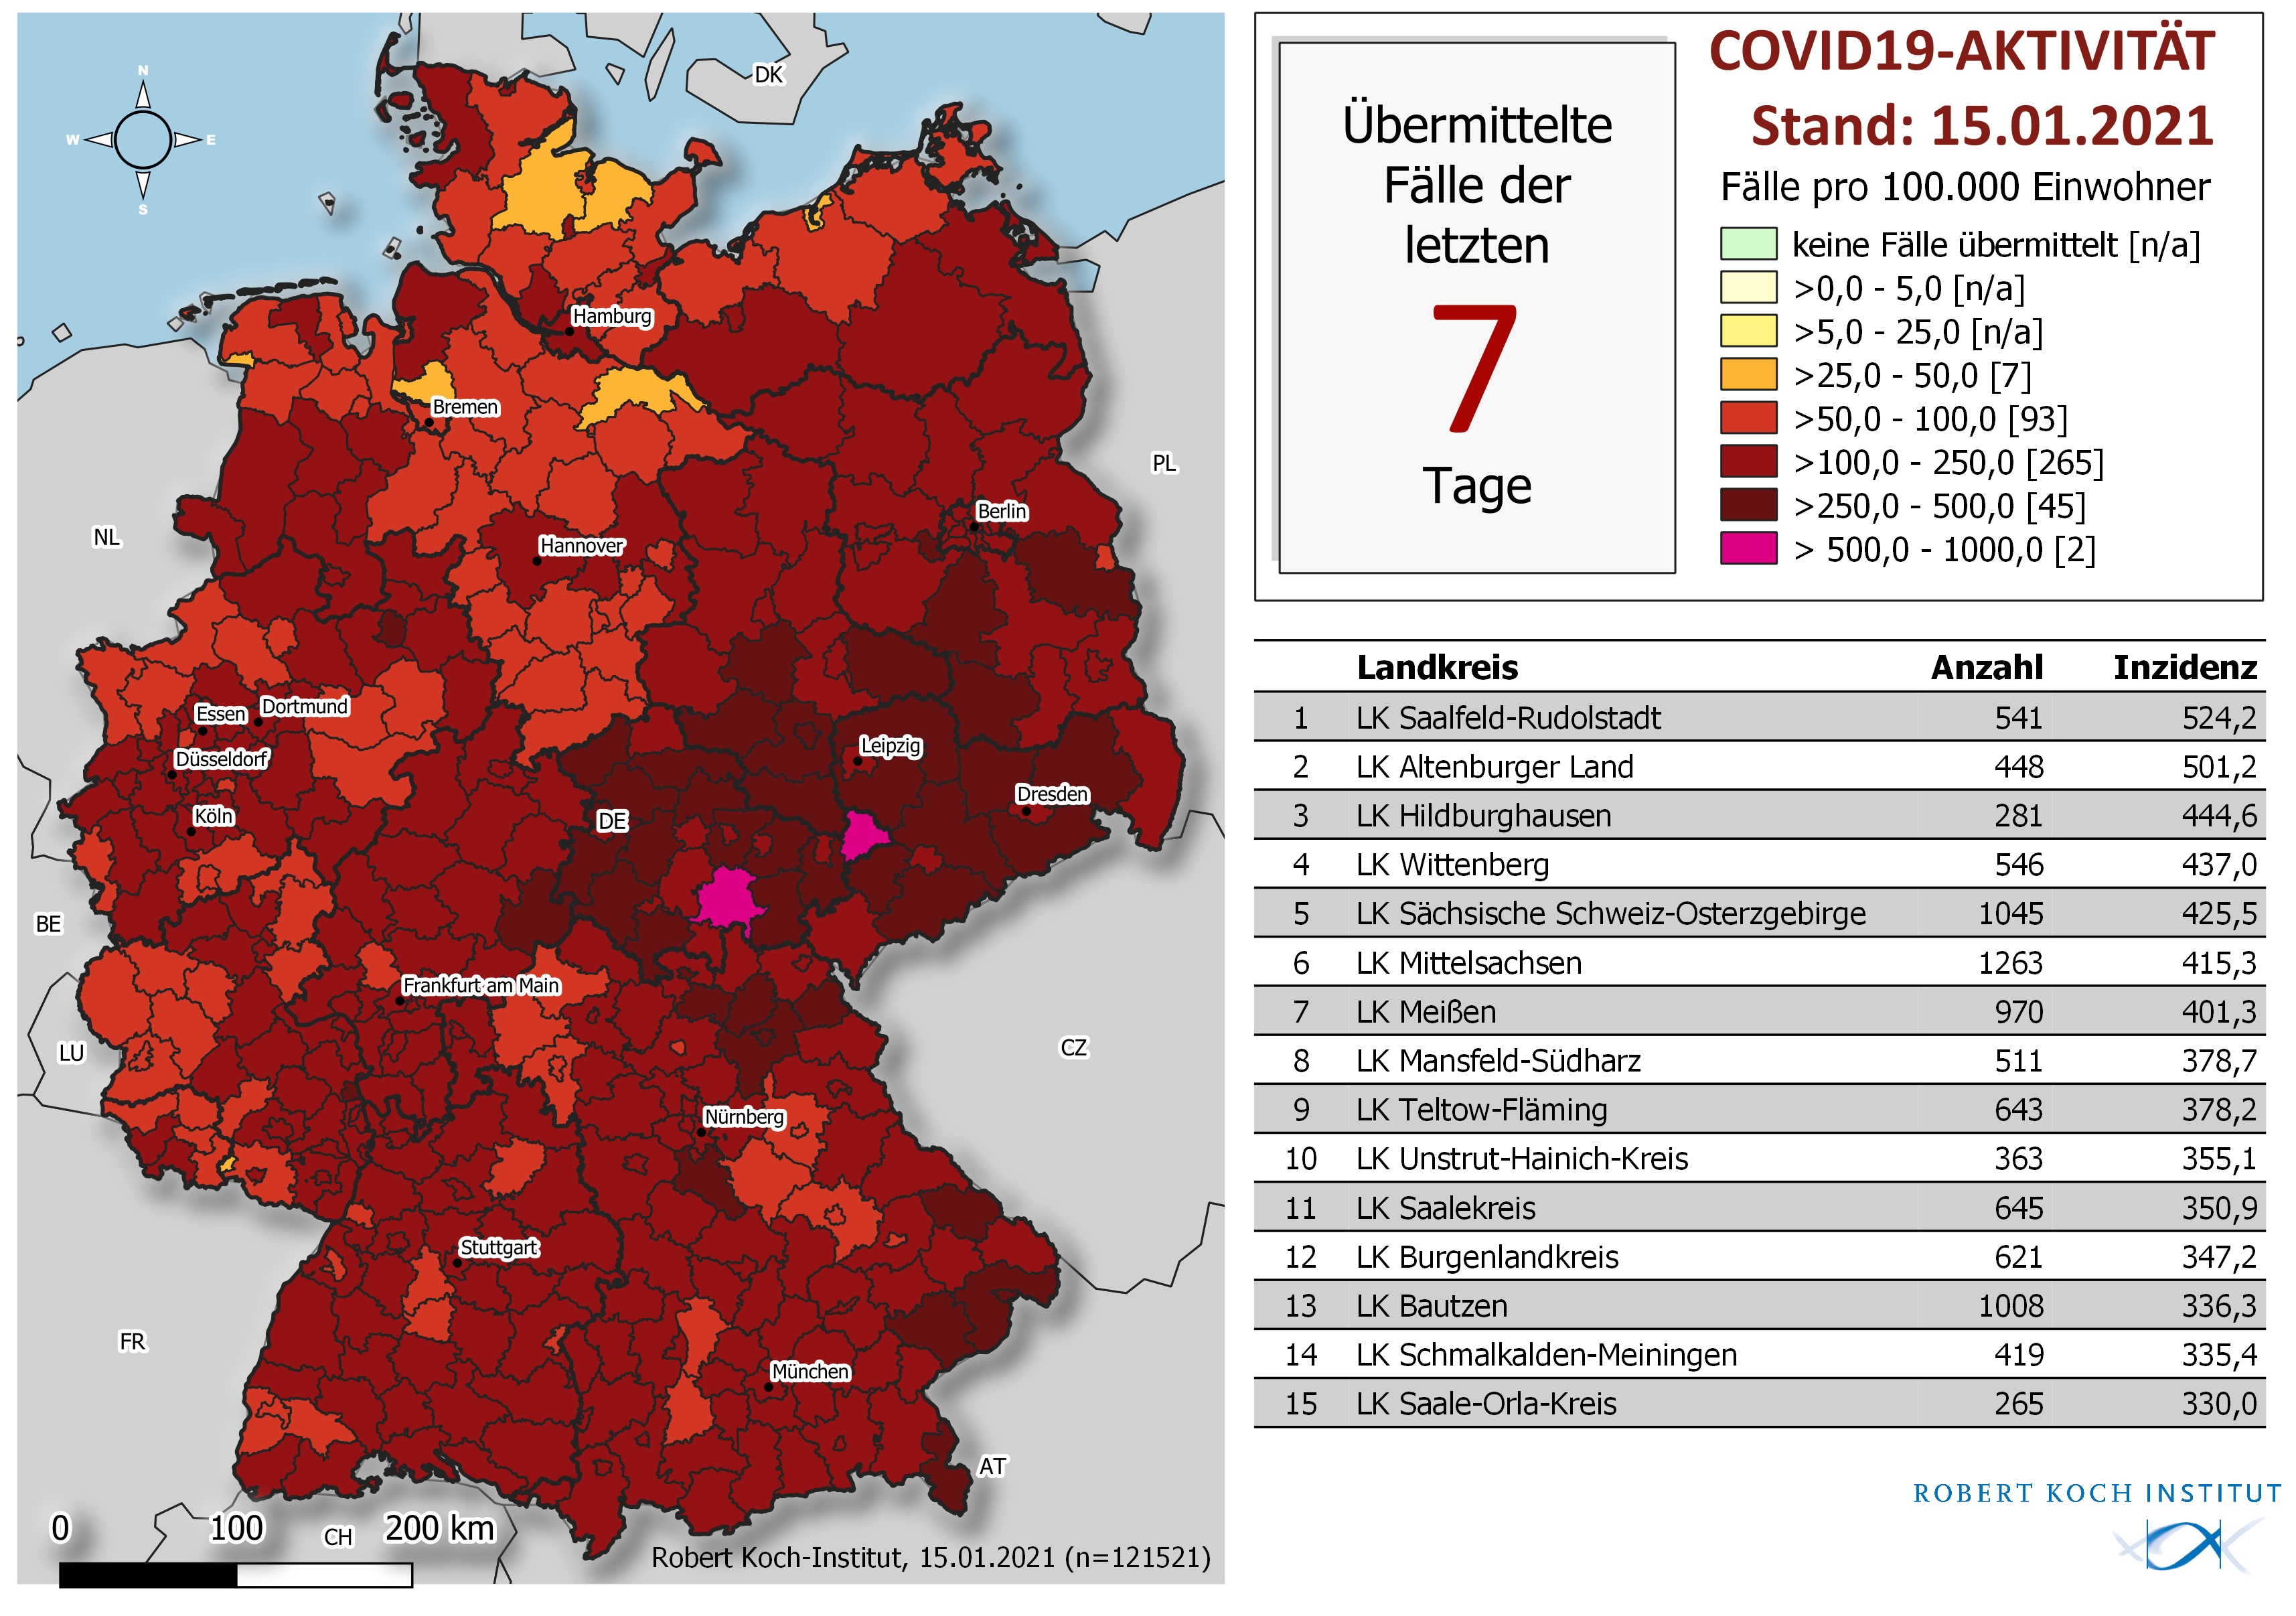 N
W
E
S
DK
PL
NL
BE
LU
FR
CH
AT
CZ
DE
Hamburg
Bremen
Berlin
Hannover
Essen
Dortmund
Düsseldorf
Köln
Leipzig
Dresden
Frankfurt am Main
Nürnberg
Stuttgart
München
0 100 200 km
Robert Koch-Institut, 15.01.2021 (n=121521)
Übermittelte
Fälle der
letzten
7
Tage
COVID19-AKTIVITÄT
Stand: 15.01.2021
Fälle pro 100.000 Einwohner
keine Fälle übermittelt [n/a]
>0,0 - 5,0 [n/a]
>5,0 - 25,0 [n/a]
>25,0 - 50,0 [7]
>50,0 - 100,0 [93]
>100,0 - 250,0 [265]
>250,0 - 500,0 [45]
> 500,0 - 1000,0 [2]
Landkreis Anzahl Inzidenz
1 LK Saalfeld-Rudolstadt 541 524,2
2 LK Altenburger Land 448 501,2
3 LK Hildburghausen 281 444,6
4 LK Wittenberg 546 437,0
5 LK Sächsische Schweiz-Osterzgebirge 1045 425,5
6 LK Mittelsachsen 1263 415,3
7 LK Meißen 970 401,3
8 LK Mansfeld-Südharz 511 378,7
9 LK Teltow-Fläming 643 378,2
10 LK Unstrut-Hainich-Kreis 363 355,1
11 LK Saalekreis 645 350,9
12 LK Burgenlandkreis 621 347,2
13 LK Bautzen 1008 336,3
14 LK Schmalkalden-Meiningen 419 335,4
15 LK Saale-Orla-Kreis 265 330,0
ROBERT KOCH INSTITUT